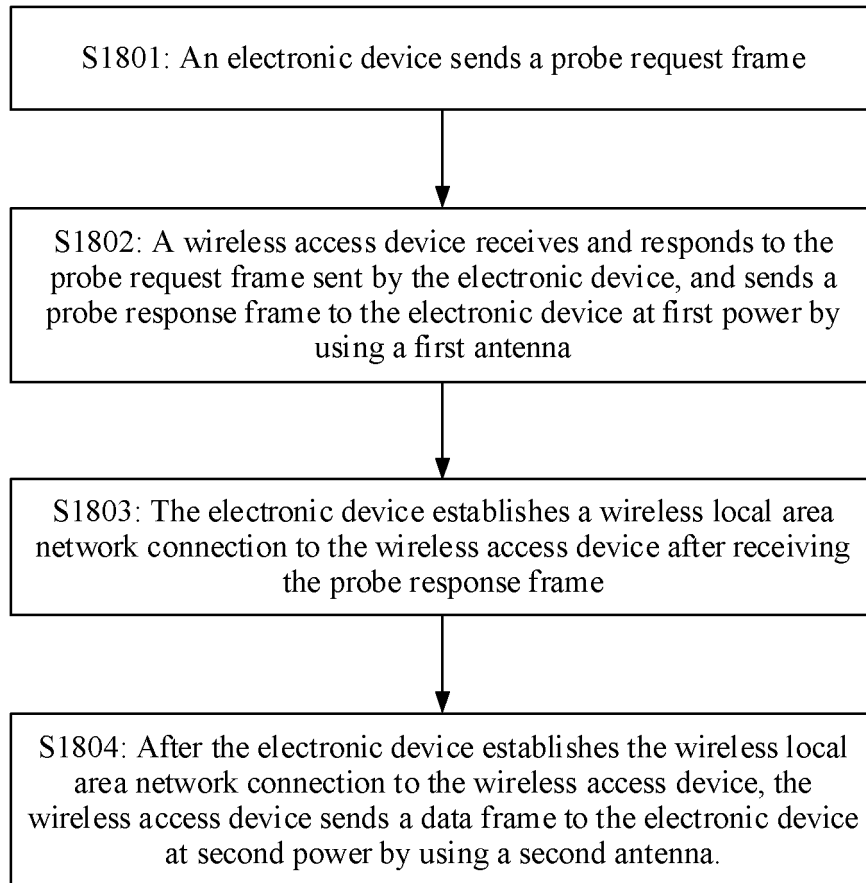 S1801: An electronic device sends a probe request frame
S1802: A wireless access device receives and responds to the
probe request frame sent by the electronic device, and sends a
probe response frame to the electronic device at first power by
using a first antenna
S1803: The electronic device establishes a wireless local area
network connection to the wireless access device after receiving
the probe response frame
S1804: After the electronic device establishes the wireless local
area network connection to the wireless access device, the
wireless access device sends a data frame to the electronic device
at second power by using a second antenna.